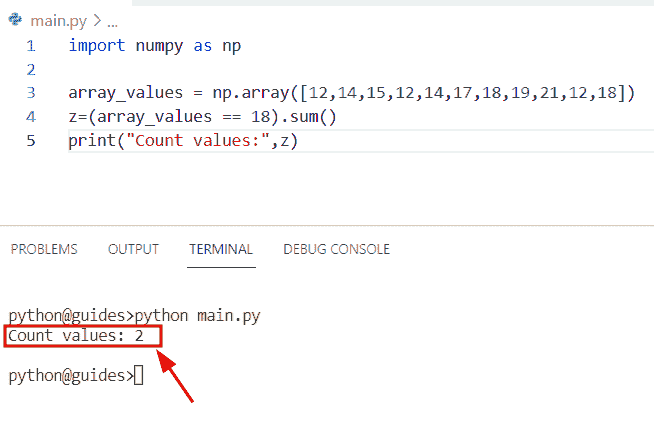 main.py > ...
1 import numpy as np
2
3 array_values = np.array([12,14,15,12,14,17,18,19,21,12,18])
4 z=(array_values == 18).sum()
5 print("Count values:",z)
PROBLEMS OUTPUT TERMINAL DEBUG CONSOLE
python@guides>python main.py
Count values: 2
python@guides>